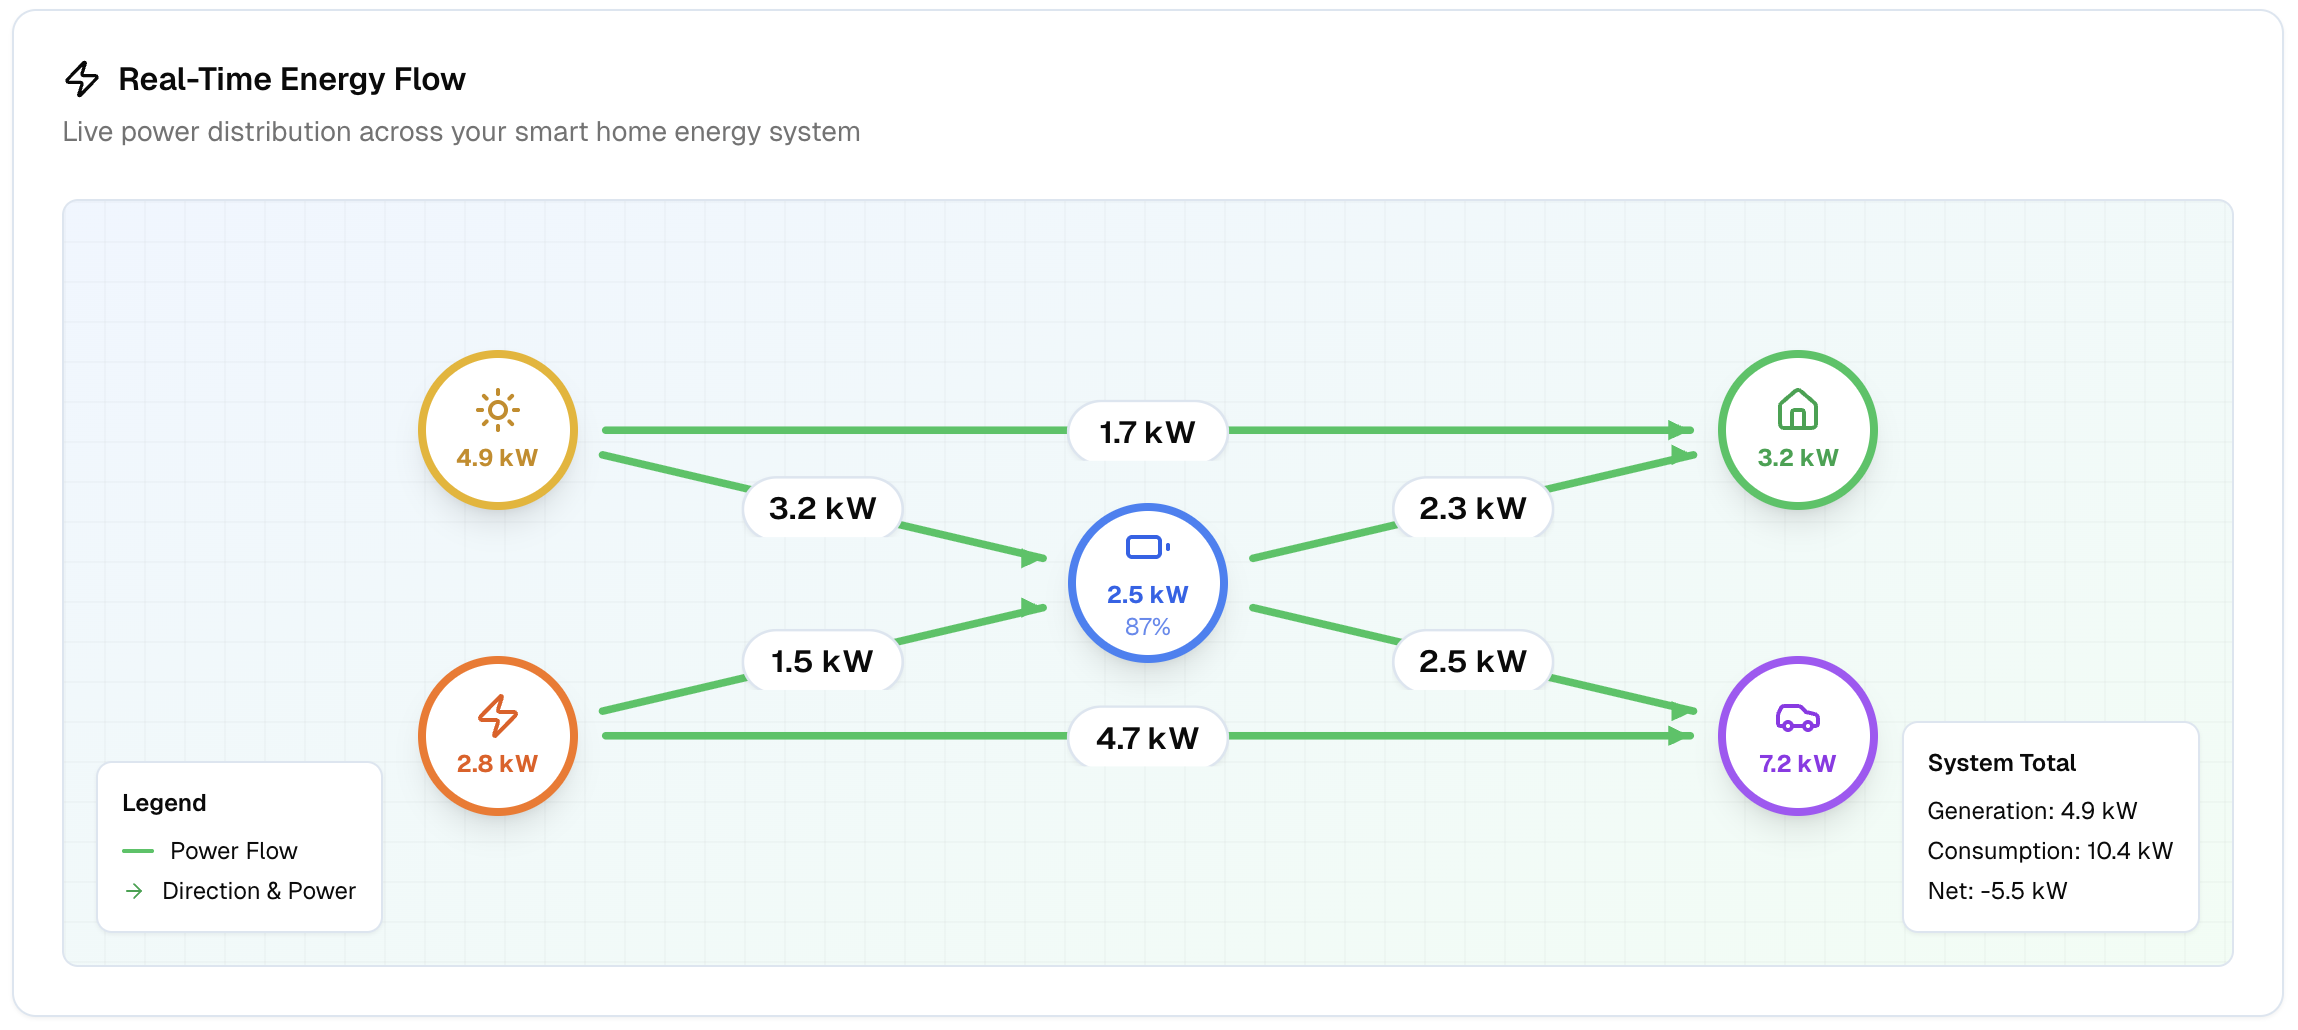 Real-Time Energy Flow
Live power distribution across your smart home energy system
4.9 kW
1.7 kW
3.2 kW
3.2 kW
2.3 kW
2.5 kW
87%
1.5 kW
2.5 kW
2.8 kW
4.7 kW
7.2 kW
Legend
Power Flow
Direction & Power
System Total
Generation: 4.9 kW
Consumption: 10.4 kW
Net: -5.5 kW